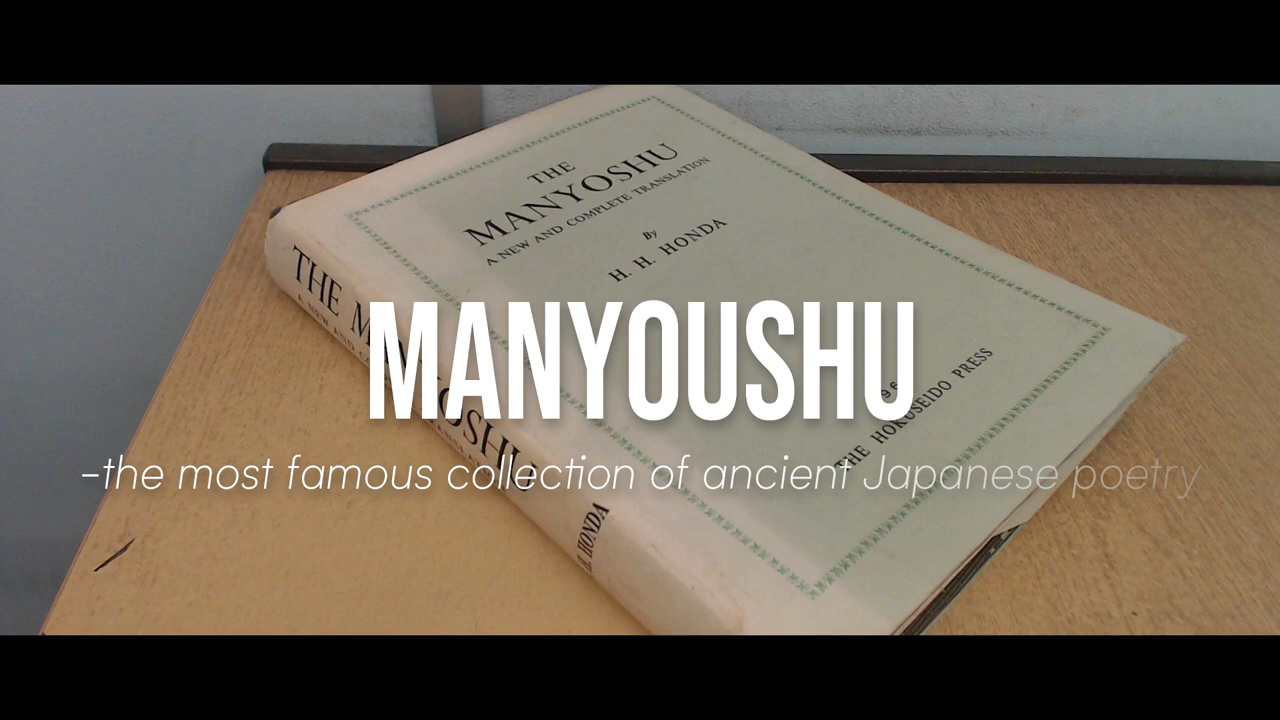 THE
MANYOSHU
A NEW AND COMPLETE TRANSLATION
By
H. H. HONDA
THE HOKUSEIDO PRESS
THE
HONDA
MANYOUSHU
-the most famous collection of ancient Japanese poetry